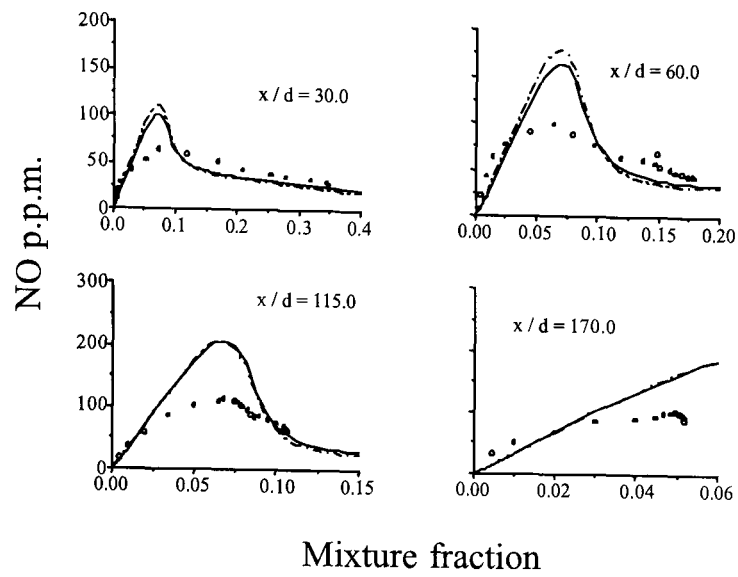 200
150
100
50
0
x / d = 30.0
0.0 0.1 0.2 0.3 0.4
x / d = 60.0
0.00 0.05 0.10 0.15 0.20
NO p.p.m.
300
200
100
0
x / d = 115.0
0.00 0.05 0.10 0.15
x / d = 170.0
0.00 0.02 0.04 0.06
Mixture fraction